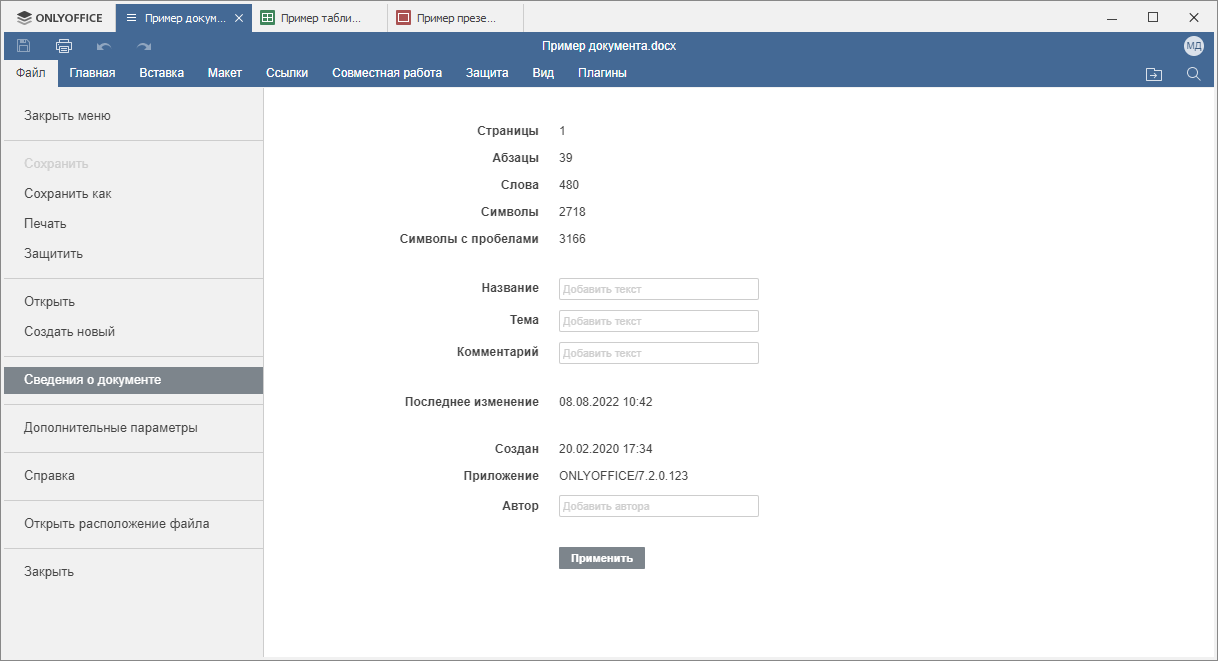 ONLYOFFICE Пример докум... Пример табли... Пример презе...
Пример документа.docx МД
Файл Главная Вставка Макет Ссылки Совместная работа Защита Вид Плагины
Закрыть меню
Сохранить
Сохранить как
Печать
Защитить
Открыть
Создать новый
Сведения о документе
Дополнительные параметры
Справка
Открыть расположение файла
Закрыть
Страницы 1
Абзацы 39
Слова 480
Символы 2718
Символы с пробелами 3166
Название Добавить текст
Тема Добавить текст
Комментарий Добавить текст
Последнее изменение 08.08.2022 10:42
Создан 20.02.2020 17:34
Приложение ONLYOFFICE/7.2.0.123
Автор Добавить автора
Применить